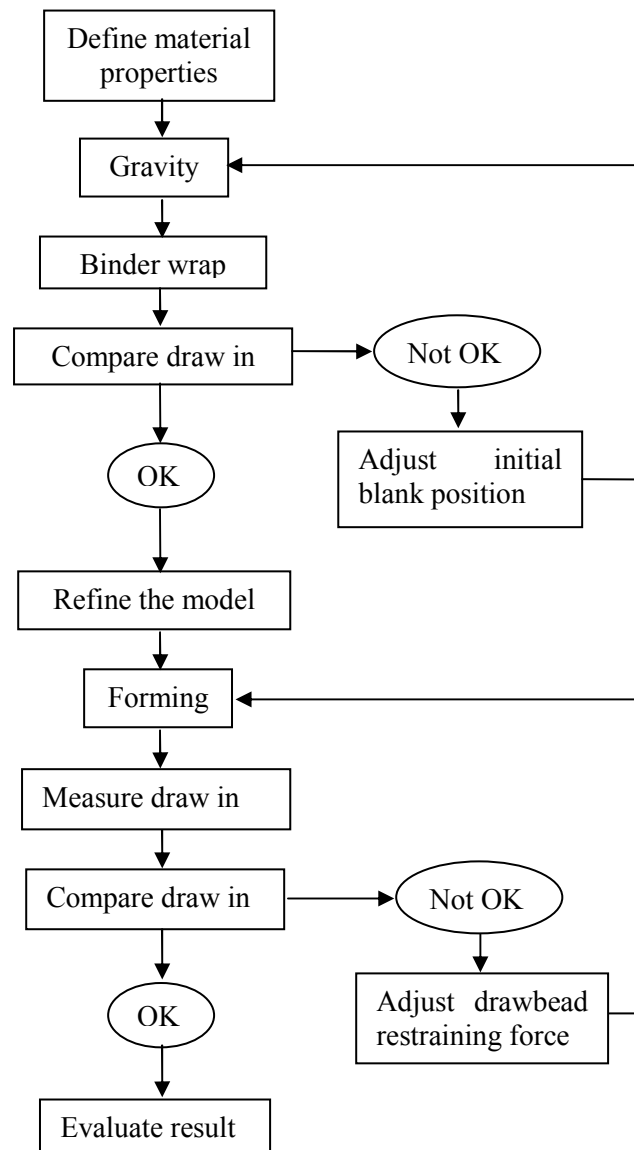 Define material
properties
Gravity
Binder wrap
Compare draw in
Not OK
Adjust initial
blank position
OK
Refine the model
Forming
Measure draw in
Compare draw in
Not OK
Adjust drawbead
restraining force
OK
Evaluate result